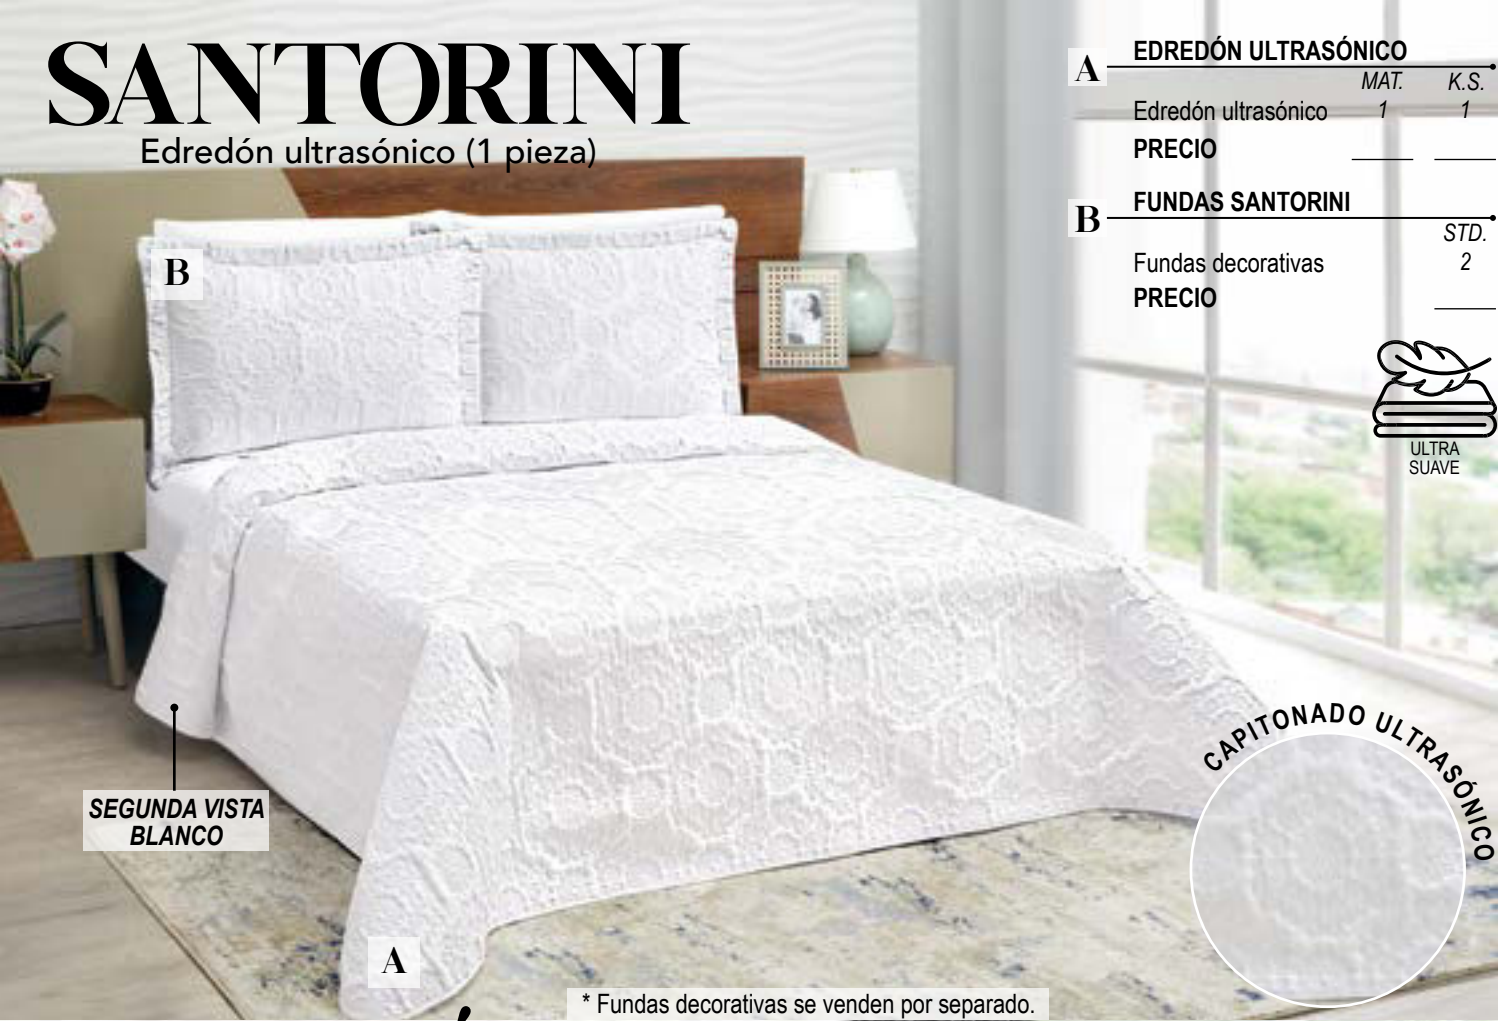 SANTORINI
Edredón ultrasónico (1 pieza)
A EDREDÓN ULTRASÓNICO
MAT. K.S.
Edredón ultrasónico 1 1
PRECIO
B FUNDAS SANTORINI
STD.
Fundas decorativas 2
PRECIO
ULTRA
SUAVE
B
SEGUNDA VISTA
BLANCO
CAPITONADO ULTRASÓNICO
A
* Fundas decorativas se venden por separado.